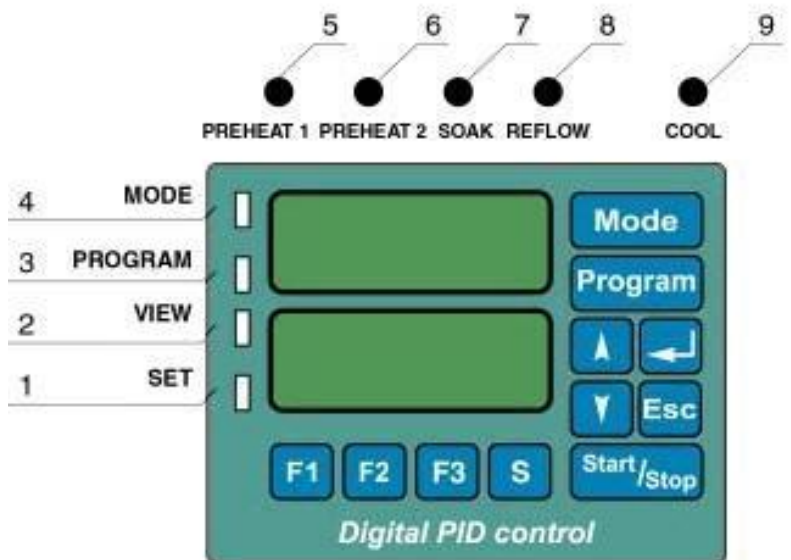 5 6 7 8 9
PREHEAT 1 PREHEAT 2 SOAK REFLOW COOL
4 MODE
3 PROGRAM
2 VIEW
1 SET
Mode
Program
Esc
Start/Stop
F1 F2 F3 S
Digital PID control